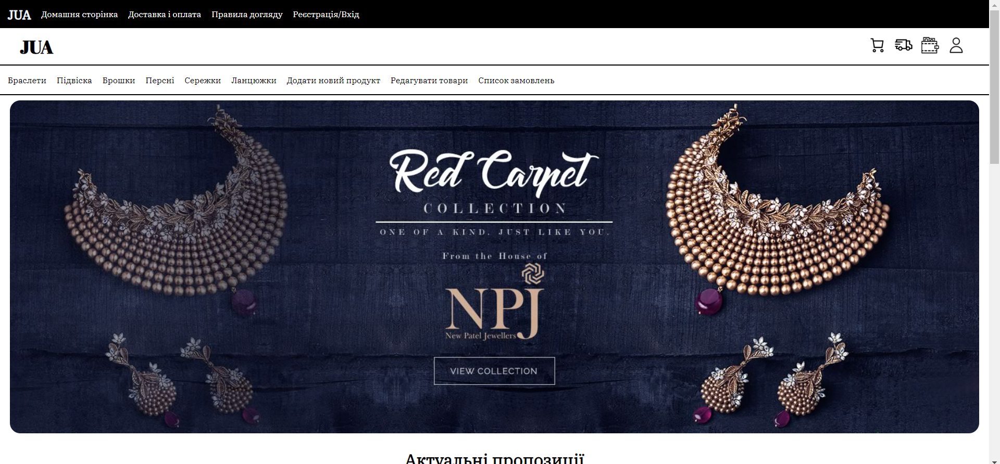 JUA Домашня сторінка Доставка і оплата Правила догляду Реєстрація/Вхід
JUA
Браслети Підвіска Брошки Персні Сережки Ланцюжки Додати новий продукт Редагувати товари Список замовлень
Red Carpet
COLLECTION
ONE OF A KIND. JUST LIKE YOU.
From the House of
NPJ
New Patel Jewellers
VIEW COLLECTION
Актуальні пропозиції